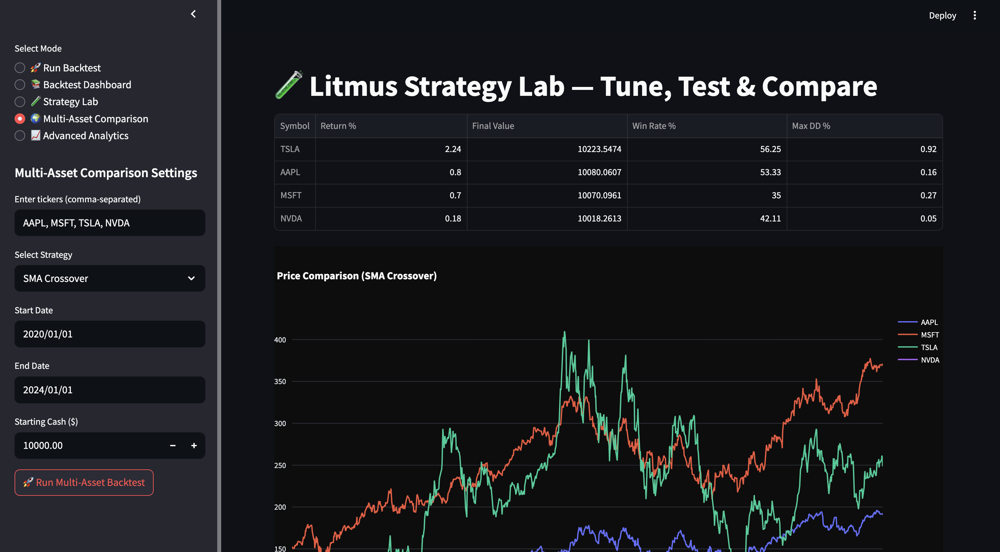 Deploy
Select Mode
🚀 Run Backtest
📚 Backtest Dashboard
🧪 Strategy Lab
🌍 Multi-Asset Comparison
📈 Advanced Analytics
Multi-Asset Comparison Settings
Enter tickers (comma-separated)
AAPL, MSFT, TSLA, NVDA
Select Strategy
SMA Crossover
Start Date
2020/01/01
End Date
2024/01/01
Starting Cash ($)
10000.00
🚀 Run Multi-Asset Backtest
🧪 Litmus Strategy Lab — Tune, Test & Compare
Symbol Return % Final Value Win Rate % Max DD %
TSLA 2.24 10223.5474 56.25 0.92
AAPL 0.8 10080.0607 53.33 0.16
MSFT 0.7 10070.0961 35 0.27
NVDA 0.18 10018.2613 42.11 0.05
Price Comparison (SMA Crossover)
AAPL
MSFT
TSLA
NVDA
400
350
300
250
200
150